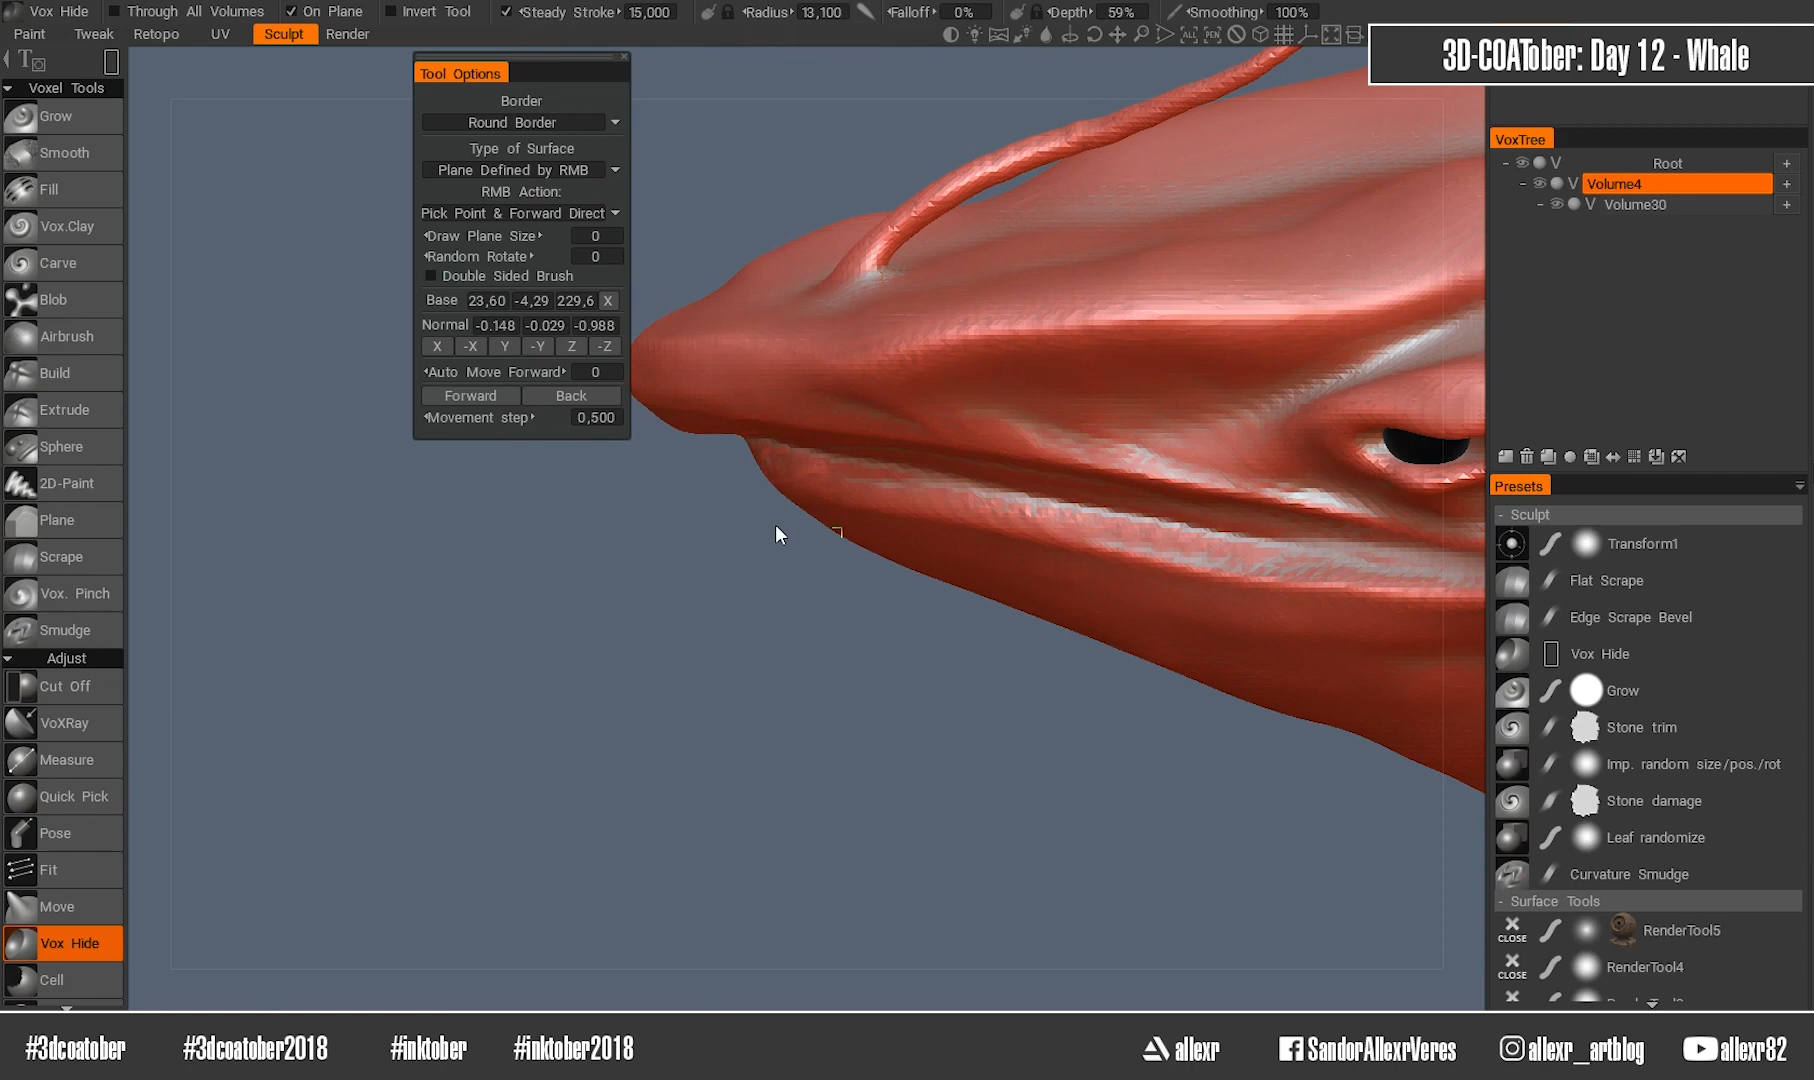 Vox Hide Through All Volumes On Plane Invert Tool Steady Stroke 15,000 Radius 13,100 Falloff 0% Depth 59% Smoothing 100%
Paint Tweak Retopo UV Sculpt Render
3D-COATober: Day 12 - Whale
Voxel Tools
Grow
Smooth
Fill
Vox.Clay
Carve
Blob
Airbrush
Build
Extrude
Sphere
2D-Paint
Plane
Scrape
Vox. Pinch
Smudge
Adjust
Cut Off
VoXRay
Measure
Quick Pick
Pose
Fit
Move
Vox Hide
Cell
Tool Options
Border
Round Border
Type of Surface
Plane Defined by RMB
RMB Action:
Pick Point & Forward Direct
Draw Plane Size 0
Random Rotate 0
Double Sided Brush
Base 23,60 -4,29 229,6 X
Normal -0.148 -0.029 -0.988
X -X Y -Y Z -Z
Auto Move Forward 0
Forward Back
Movement step 0,500
VoxTree
- V Root +
- V Volume4 +
- V Volume30 +
Presets
- Sculpt
Transform1
Flat Scrape
Edge Scrape Bevel
Vox Hide
Grow
Stone trim
Imp. random size/pos./rot
Stone damage
Leaf randomize
Curvature Smudge
- Surface Tools
CLOSE RenderTool5
CLOSE RenderTool4
#3dcoatober #3dcoatober2018 #inktober #inktober2018 allexr SandorAllexrVeres allexr_artblog allexr82